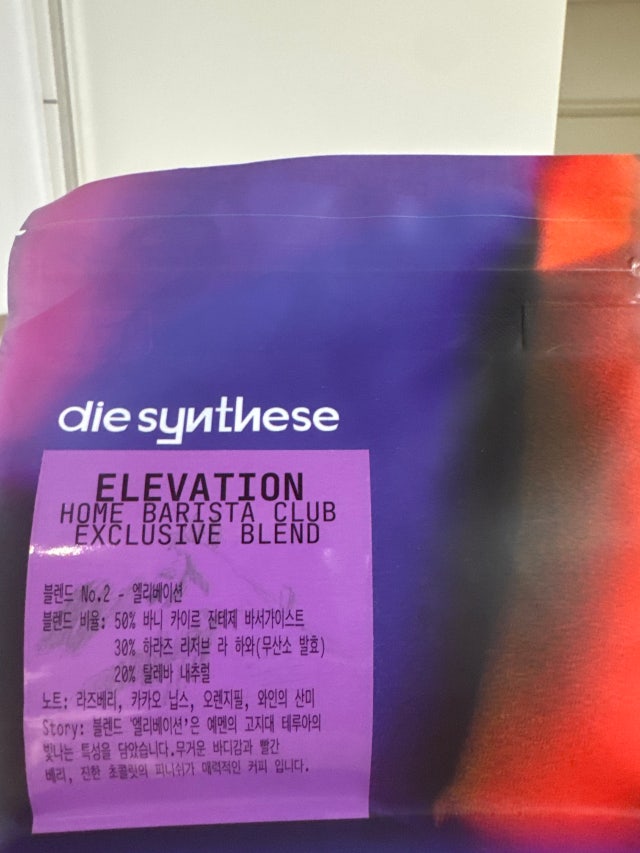 die synthese
ELEVATION
HOME BARISTA CLUB
EXCLUSIVE BLEND
블렌드 No.2 - 엘리베이션
블렌드 비율: 50% 바니 카이르 진테제 바서가이스트
30% 하라즈 리저브 라 하와(무산소 발효)
20% 탈레바 내추럴
노트: 라즈베리, 카카오 닙스, 오렌지필, 와인의 산미
Story: 블렌드 '엘리베이션'은 예멘의 고지대 테루아의
빛나는 특성을 담았습니다.무거운 바디감과 빨간
베리, 진한 초콜릿의 피니쉬가 매력적인 커피 입니다.